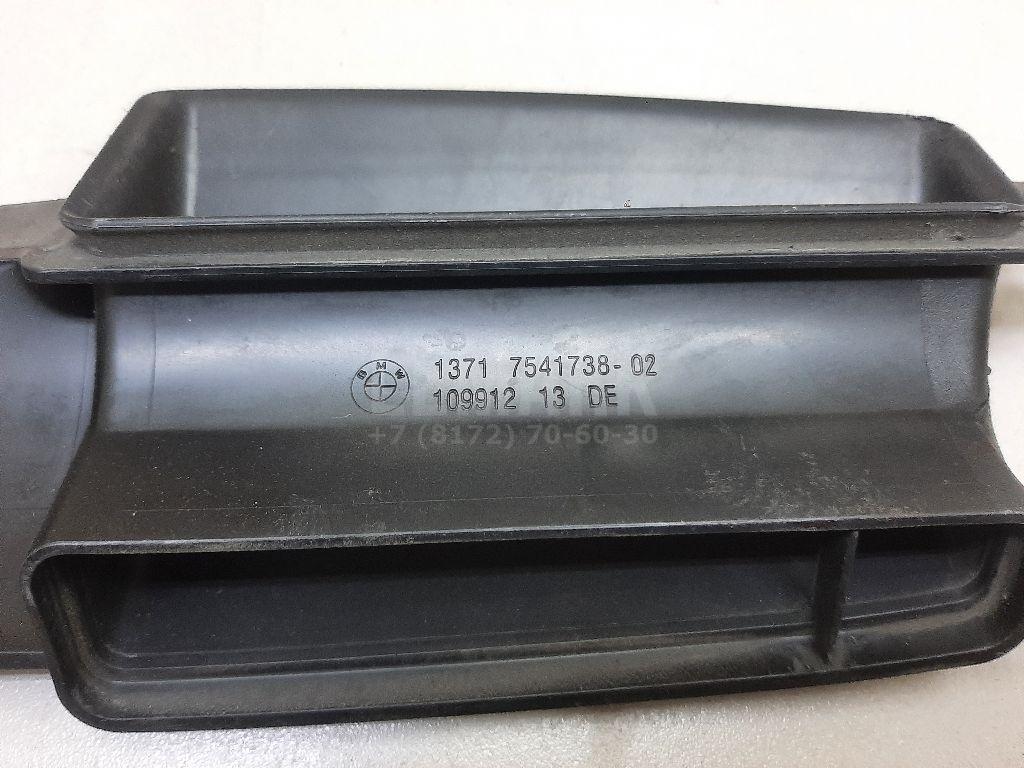 BMW
1371 7541738-02
109912 13 DE
+7 (8172) 70-60-30